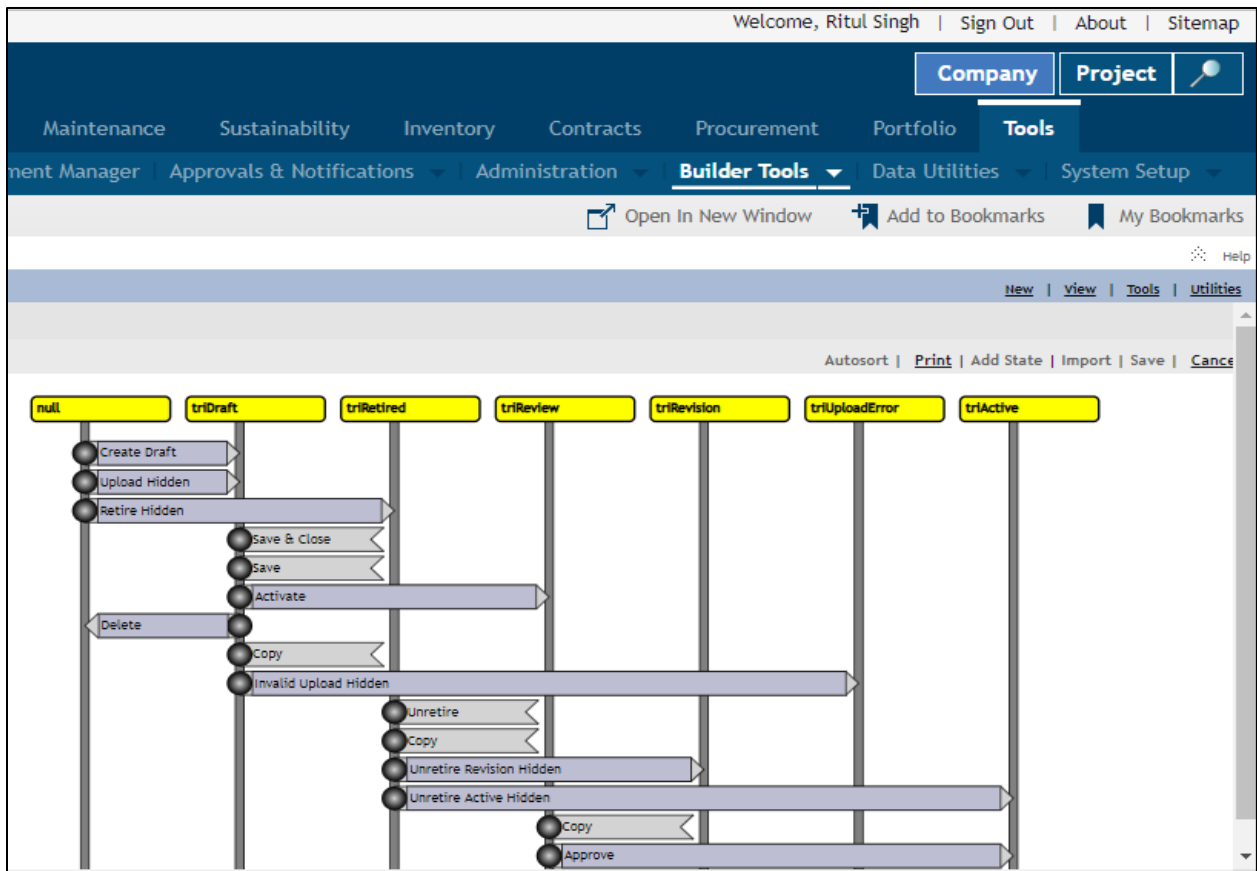 Welcome, Ritul Singh | Sign Out | About | Sitemap
Company Project
Maintenance Sustainability Inventory Contracts Procurement Portfolio Tools
ment Manager | Approvals & Notifications | Administration | Builder Tools | Data Utilities | System Setup
Open In New Window Add to Bookmarks My Bookmarks
Help
New | View | Tools | Utilities
Autosort | Print | Add State | Import | Save | Cance
null triDraft triRetired triReview triRevision triUploadError triActive
Create Draft
Upload Hidden
Retire Hidden
Save & Close
Save
Activate
Delete
Copy
Invalid Upload Hidden
Unretire
Copy
Unretire Revision Hidden
Unretire Active Hidden
Copy
Approve